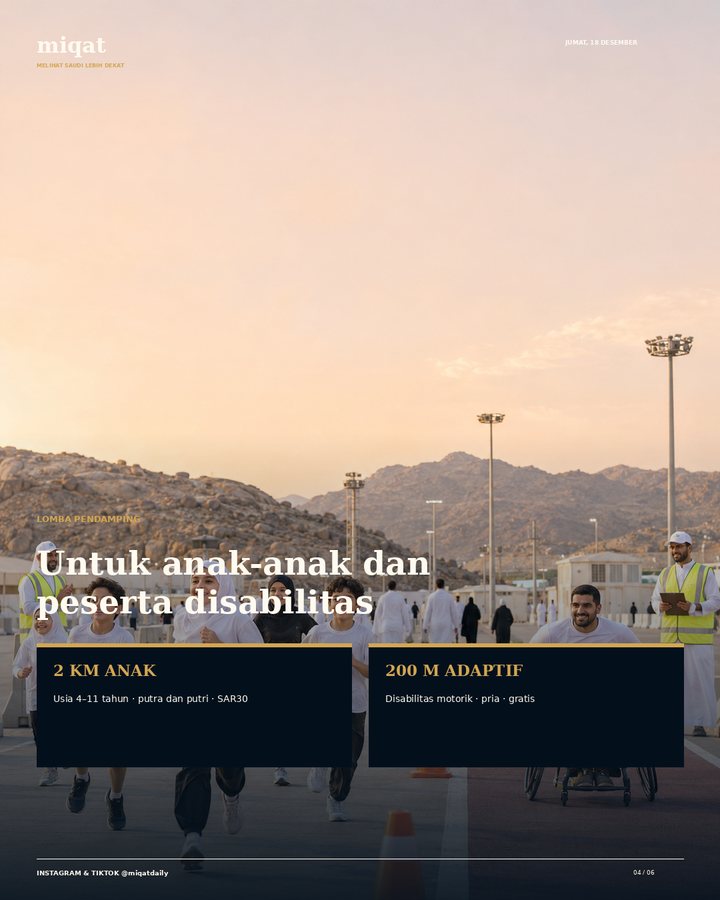 miqat
MELIHAT SAUDI LEBIH DEKAT
JUMAT, 18 DESEMBER
LOMBA PENDAMPING
Untuk anak-anak dan
peserta disabilitas
2 KM ANAK
Usia 4–11 tahun · putra dan putri · SAR30
200 M ADAPTIF
Disabilitas motorik · pria · gratis
INSTAGRAM & TIKTOK @miqatdaily
04 / 06